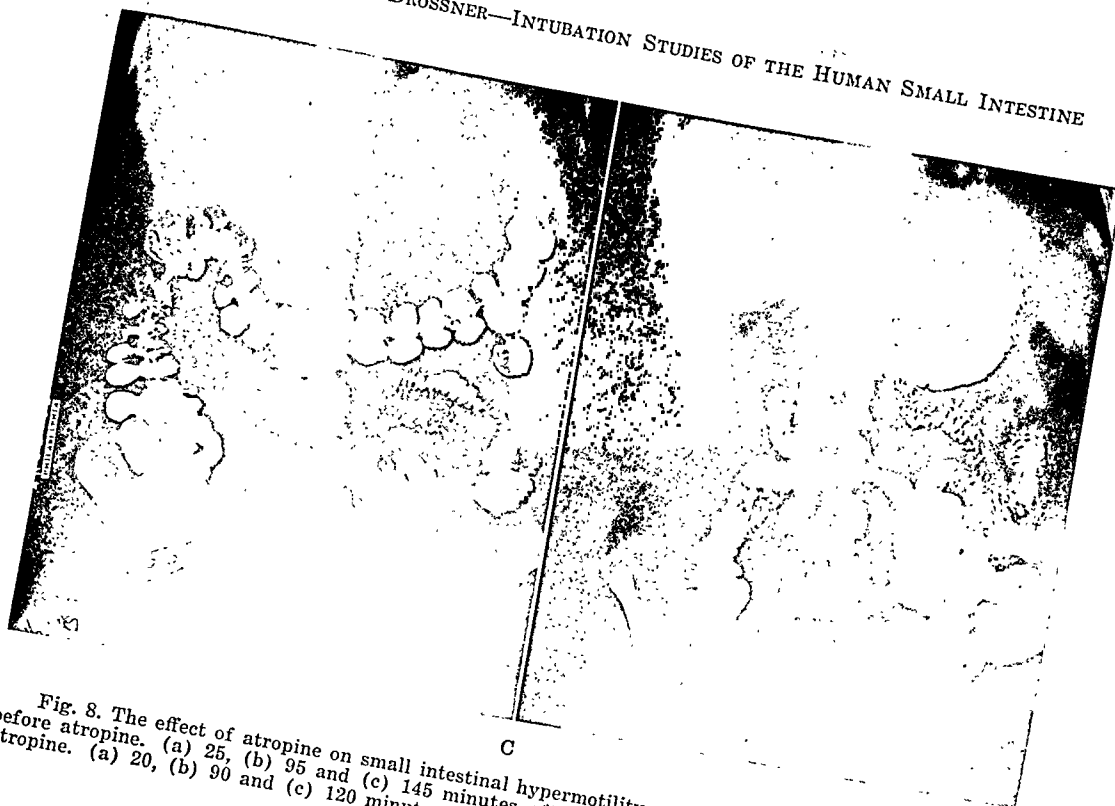 INTUBATION STUDIES OF THE HUMAN SMALL INTESTINE
C
Fig. 8. The effect of atropine on small intestinal hypermotility
before atropine. (a) 25, (b) 95 and (c) 145 minutes
atropine. (a) 20, (b) 90 and (c) 120